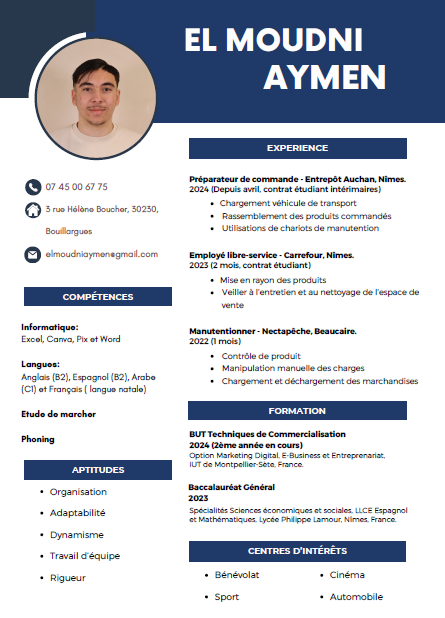 EL MOUDNI
AYMEN
07 45 00 67 75
3 rue Hélène Boucher, 30230,
Bouillargues
elmoudniaymen@gmail.com
COMPÉTENCES
Informatique:
Excel, Canva, Pix et Word
Langues:
Anglais (B2), Espagnol (B2), Arabe
(C1) et Français ( langue natale)
Etude de marcher
Phoning
APTITUDES
Organisation
Adaptabilité
Dynamisme
Travail d'équipe
Rigueur
EXPERIENCE
Préparateur de commande - Entrepôt Auchan, Nîmes.
2024 (Depuis avril, contrat étudiant intérimaires)
Chargement véhicule de transport
Rassemblement des produits commandés
Utilisations de chariots de manutention
Employé libre-service - Carrefour, Nîmes.
2023 (2 mois, contrat étudiant)
Mise en rayon des produits
Veiller à l'entretien et au nettoyage de l'espace de
vente
Manutentionner - Nectapêche, Beaucaire.
2022 (1 mois)
Contrôle de produit
Manipulation manuelle des charges
Chargement et déchargement des marchandises
FORMATION
BUT Techniques de Commercialisation
2024 (2ème année en cours)
Option Marketing Digital, E-Business et Entreprenariat,
IUT de Montpellier-Sète, France.
Baccalauréat Général
2023
Spécialités Sciences économiques et sociales, LLCE Espagnol
et Mathématiques, Lycée Philippe Lamour, Nîmes, France.
CENTRES D'INTÉRÊTS
Bénévolat
Cinéma
Sport
Automobile